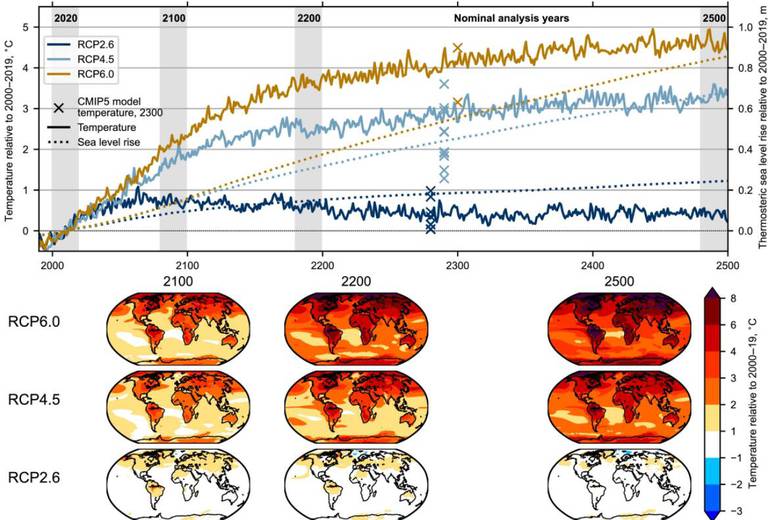 2020 2100 2200 Nominal analysis years 2500
Temperature relative to 2000–2019, °C
5
4
3
2
1
0
RCP2.6
RCP4.5
RCP6.0
CMIP5 model
temperature, 2300
Temperature
Sea level rise
1.0
0.8
0.6
0.4
0.2
0.0
Thermosteric sea level rise relative to 2000–2019, m
2000 2100 2200 2300 2400 2500
2100 2200 2500
RCP6.0
RCP4.5
RCP2.6
8
6
4
3
2
1
−1
−2
−3
Temperature relative to 2000–19, °C